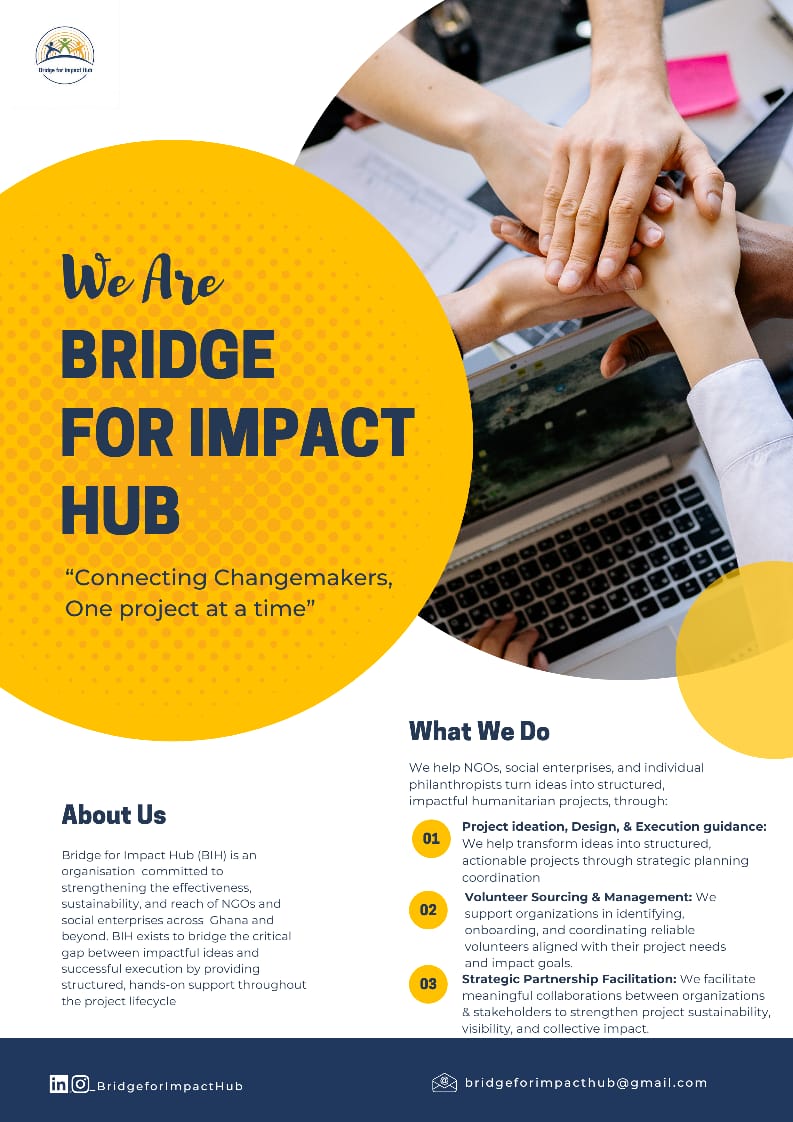 Bridge for Impact Hub
We Are
BRIDGE
FOR IMPACT
HUB
“Connecting Changemakers,
One project at a time”
About Us
Bridge for Impact Hub (BIH) is an
organisation  committed to
strengthening the effectiveness,
sustainability, and reach of NGOs and
social enterprises across  Ghana and
beyond. BIH exists to bridge the critical
gap between impactful ideas and
successful execution by providing
structured, hands-on support throughout
the project lifecycle
What We Do
We help NGOs, social enterprises, and individual
philanthropists turn ideas into structured,
impactful humanitarian projects, through:
01
Project ideation, Design, & Execution guidance:
We help transform ideas into structured,
actionable projects through strategic planning
coordination
02
Volunteer Sourcing & Management: We
support organizations in identifying,
onboarding, and coordinating reliable
volunteers aligned with their project needs
and impact goals.
03
Strategic Partnership Facilitation: We facilitate
meaningful collaborations between organizations
& stakeholders to strengthen project sustainability,
visibility, and collective impact.
in _BridgeforImpactHub
bridgeforimpacthub@gmail.com